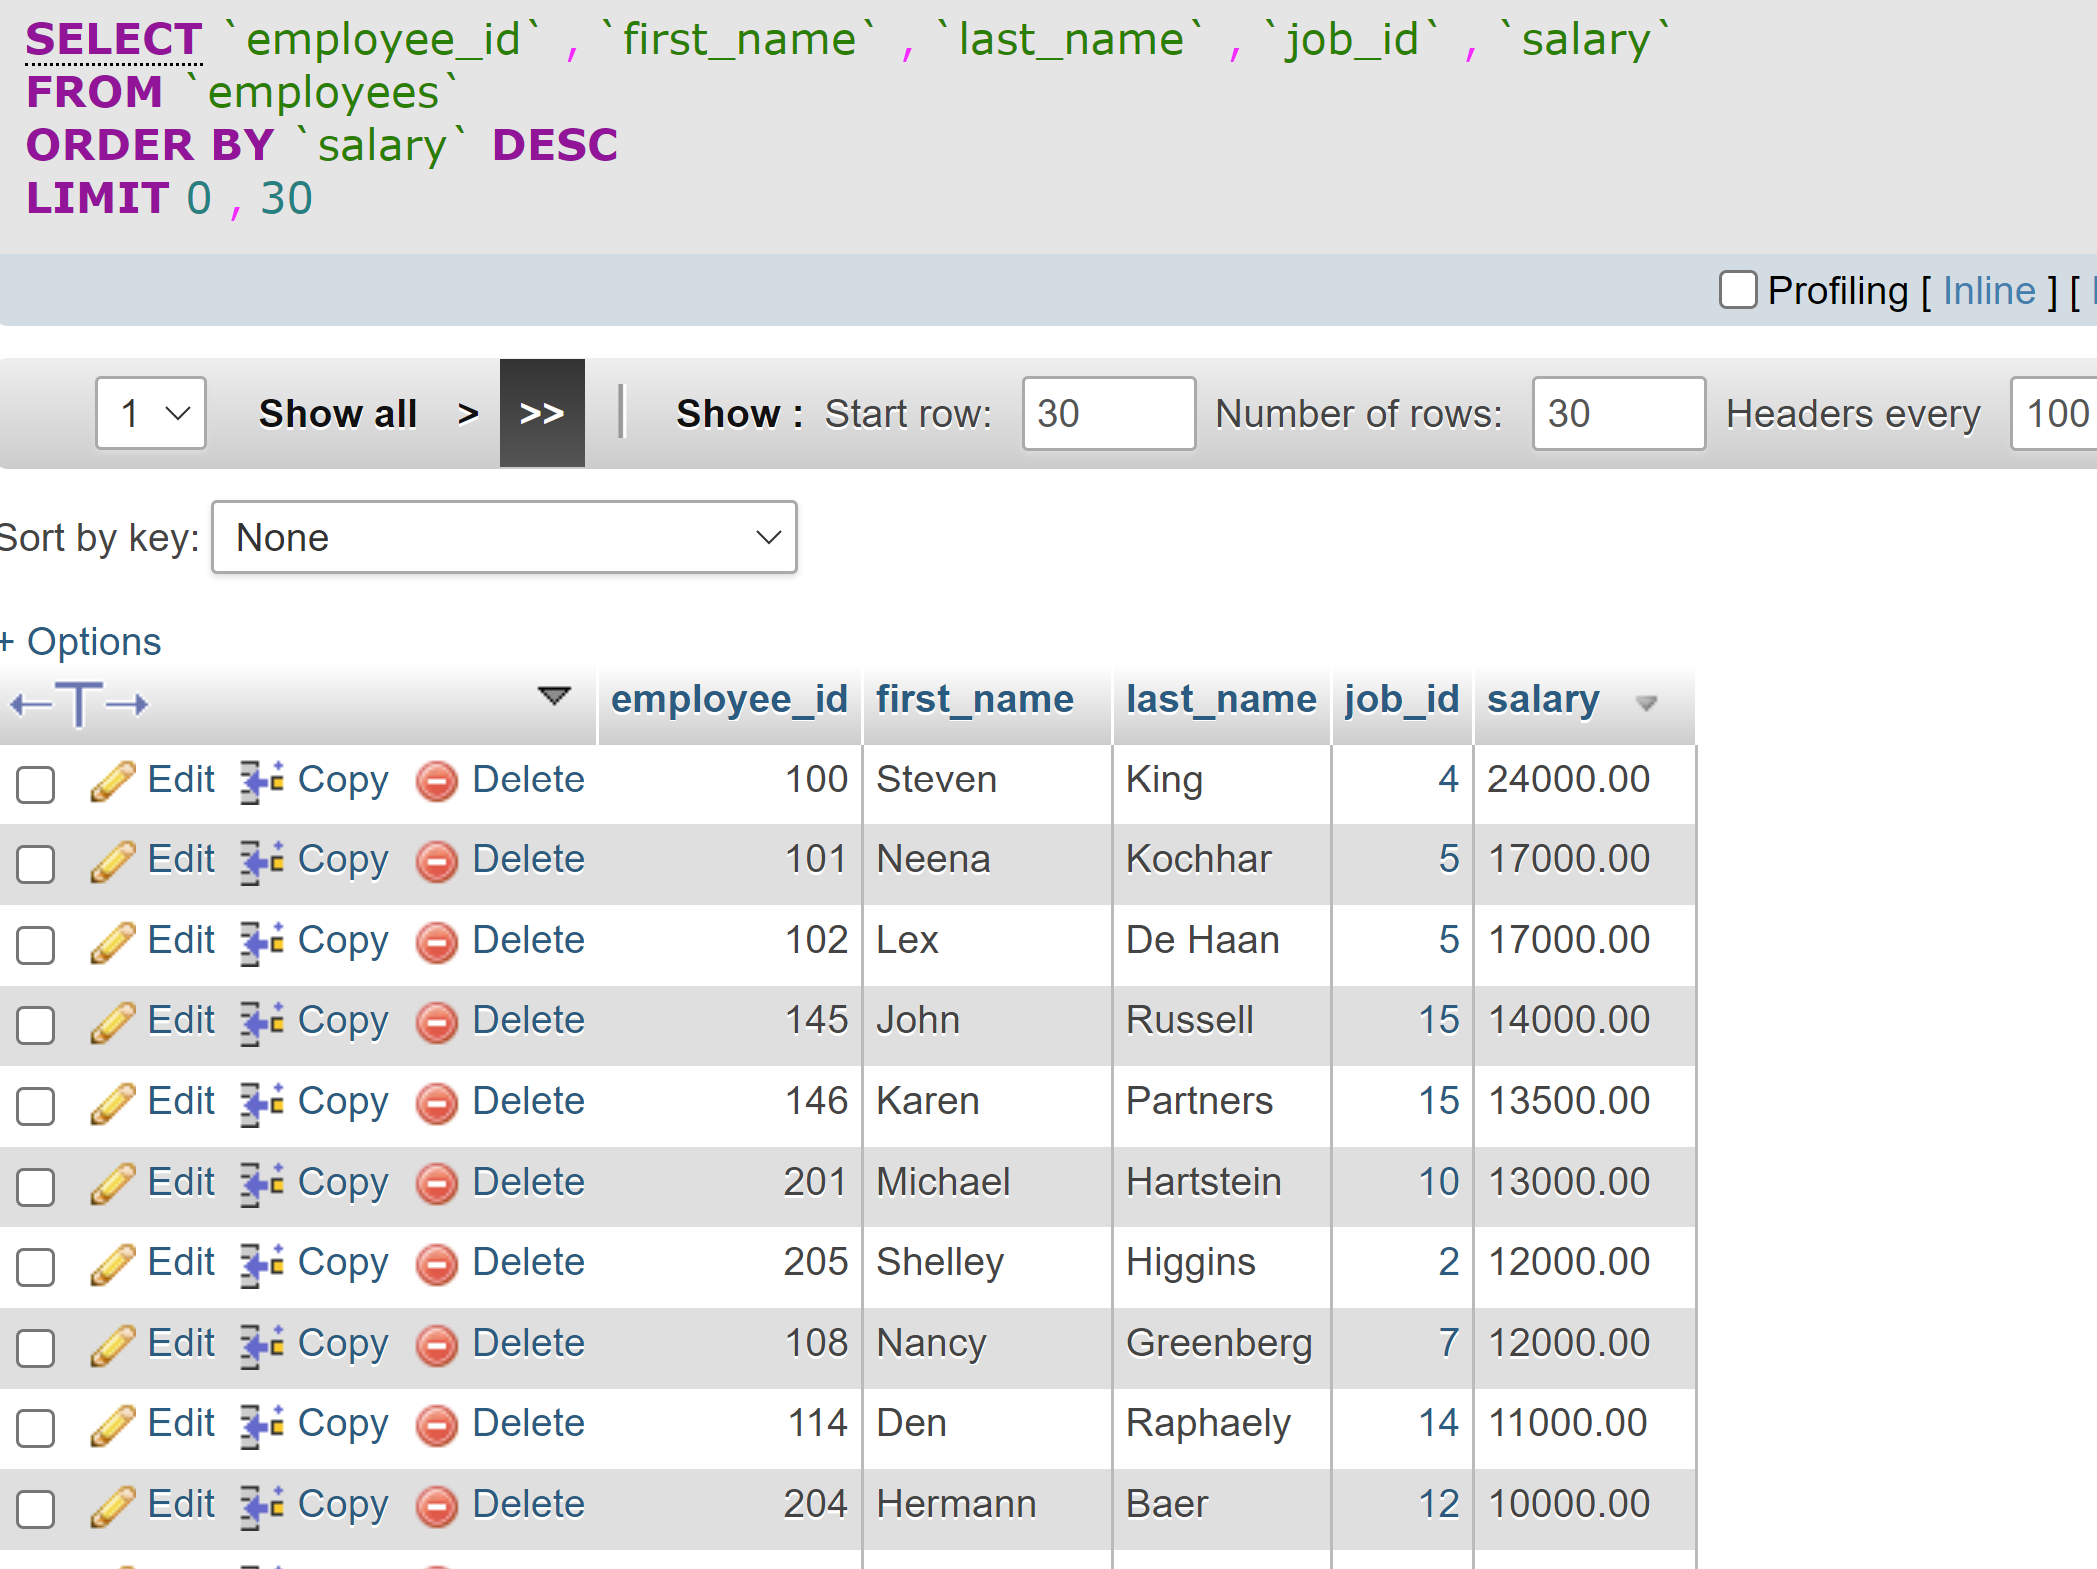 SELECT `employee_id` , `first_name` , `last_name` , `job_id` , `salary`
FROM `employees`
ORDER BY `salary` DESC
LIMIT 0 , 30
Profiling [ Inline ] [
1 Show all > >> Show : Start row: 30 Number of rows: 30 Headers every 100
Sort by key: None
+ Options
←T→ employee_id first_name last_name job_id salary
Edit Copy Delete 100 Steven King 4 24000.00
Edit Copy Delete 101 Neena Kochhar 5 17000.00
Edit Copy Delete 102 Lex De Haan 5 17000.00
Edit Copy Delete 145 John Russell 15 14000.00
Edit Copy Delete 146 Karen Partners 15 13500.00
Edit Copy Delete 201 Michael Hartstein 10 13000.00
Edit Copy Delete 205 Shelley Higgins 2 12000.00
Edit Copy Delete 108 Nancy Greenberg 7 12000.00
Edit Copy Delete 114 Den Raphaely 14 11000.00
Edit Copy Delete 204 Hermann Baer 12 10000.00